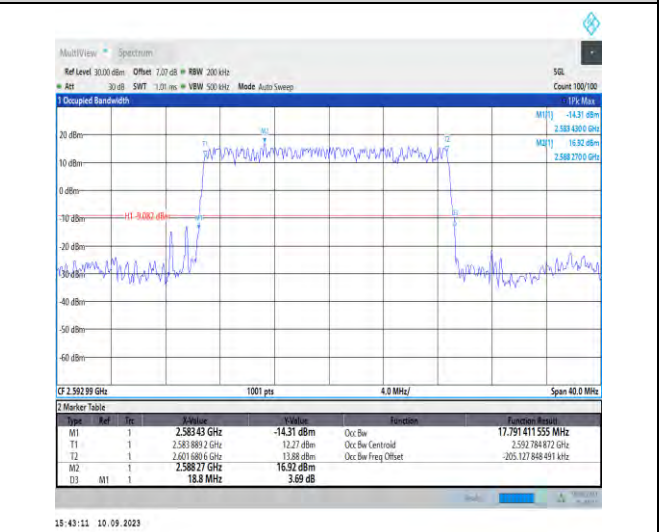 MultiView Spectrum
Ref Level 30.00 dBm Offset 7.07 dB RBW 200 kHz SGL
Att 30 dB SWT 1.01 ms VBW 500 kHz Mode Auto Sweep Count 100/100
1 Occupied Bandwidth 1Pk Max
M1[1] -14.31 dBm
2.583 430 0 GHz
M2[1] 16.92 dBm
2.588 270 0 GHz
20 dBm
M2
T1
T2
10 dBm
0 dBm
-10 dBm
H1 -9.082 dBm
-20 dBm
-30 dBm
-40 dBm
-50 dBm
-60 dBm
CF 2.592 99 GHz 1001 pts 4.0 MHz/ Span 40.0 MHz
2 Marker Table
Type Ref Trc X-Value Y-Value Function Function Result
M1 1 2.583 43 GHz -14.31 dBm Occ Bw 17.791 411 555 MHz
T1 1 2.583 889 2 GHz 12.27 dBm Occ Bw Centroid 2.592 784 872 GHz
T2 1 2.601 680 6 GHz 13.88 dBm Occ Bw Freq Offset -205.127 848 491 kHz
M2 1 2.588 27 GHz 16.92 dBm
D3 M1 1 18.8 MHz 3.69 dB
15:43:11 10.09.2023